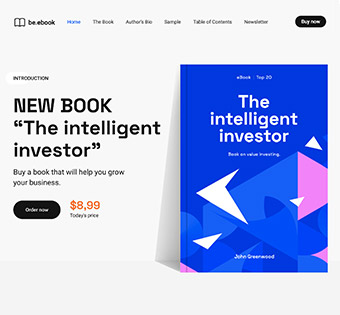 be.ebook
Home The Book Author's Bio Sample Table of Contents Newsletter
Buy now
INTRODUCTION
NEW BOOK
“The intelligent
investor”
Buy a book that will help you grow
your business.
Order now
$8,99
Today's price
eBook | Top 20
The
intelligent
investor
Book on value investing.
John Greenwood